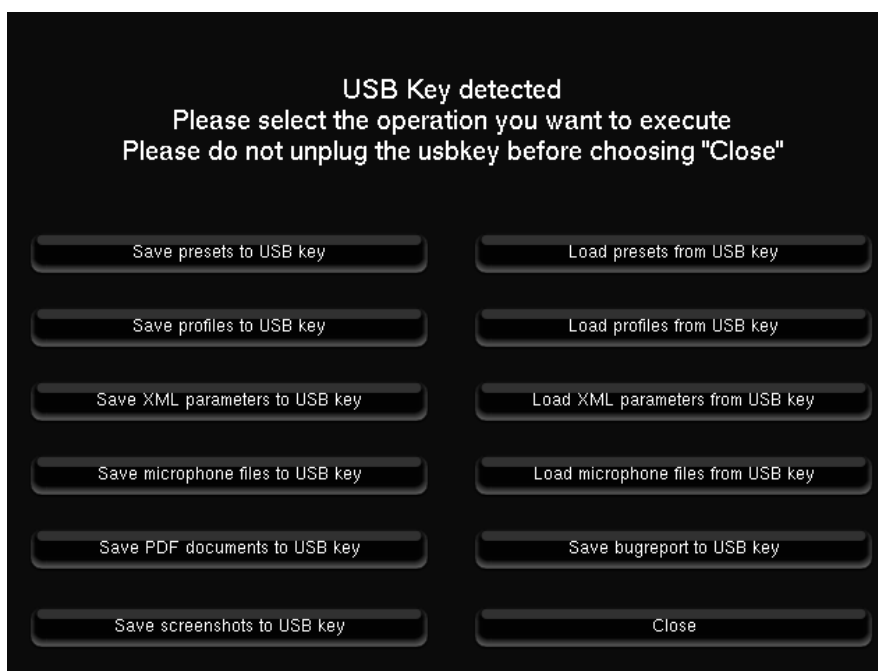 USB Key detected
Please select the operation you want to execute
Please do not unplug the usbkey before choosing "Close"
Save presets to USB key
Load presets from USB key
Save profiles to USB key
Load profiles from USB key
Save XML parameters to USB key
Load XML parameters from USB key
Save microphone files to USB key
Load microphone files from USB key
Save PDF documents to USB key
Save bugreport to USB key
Save screenshots to USB key
Close